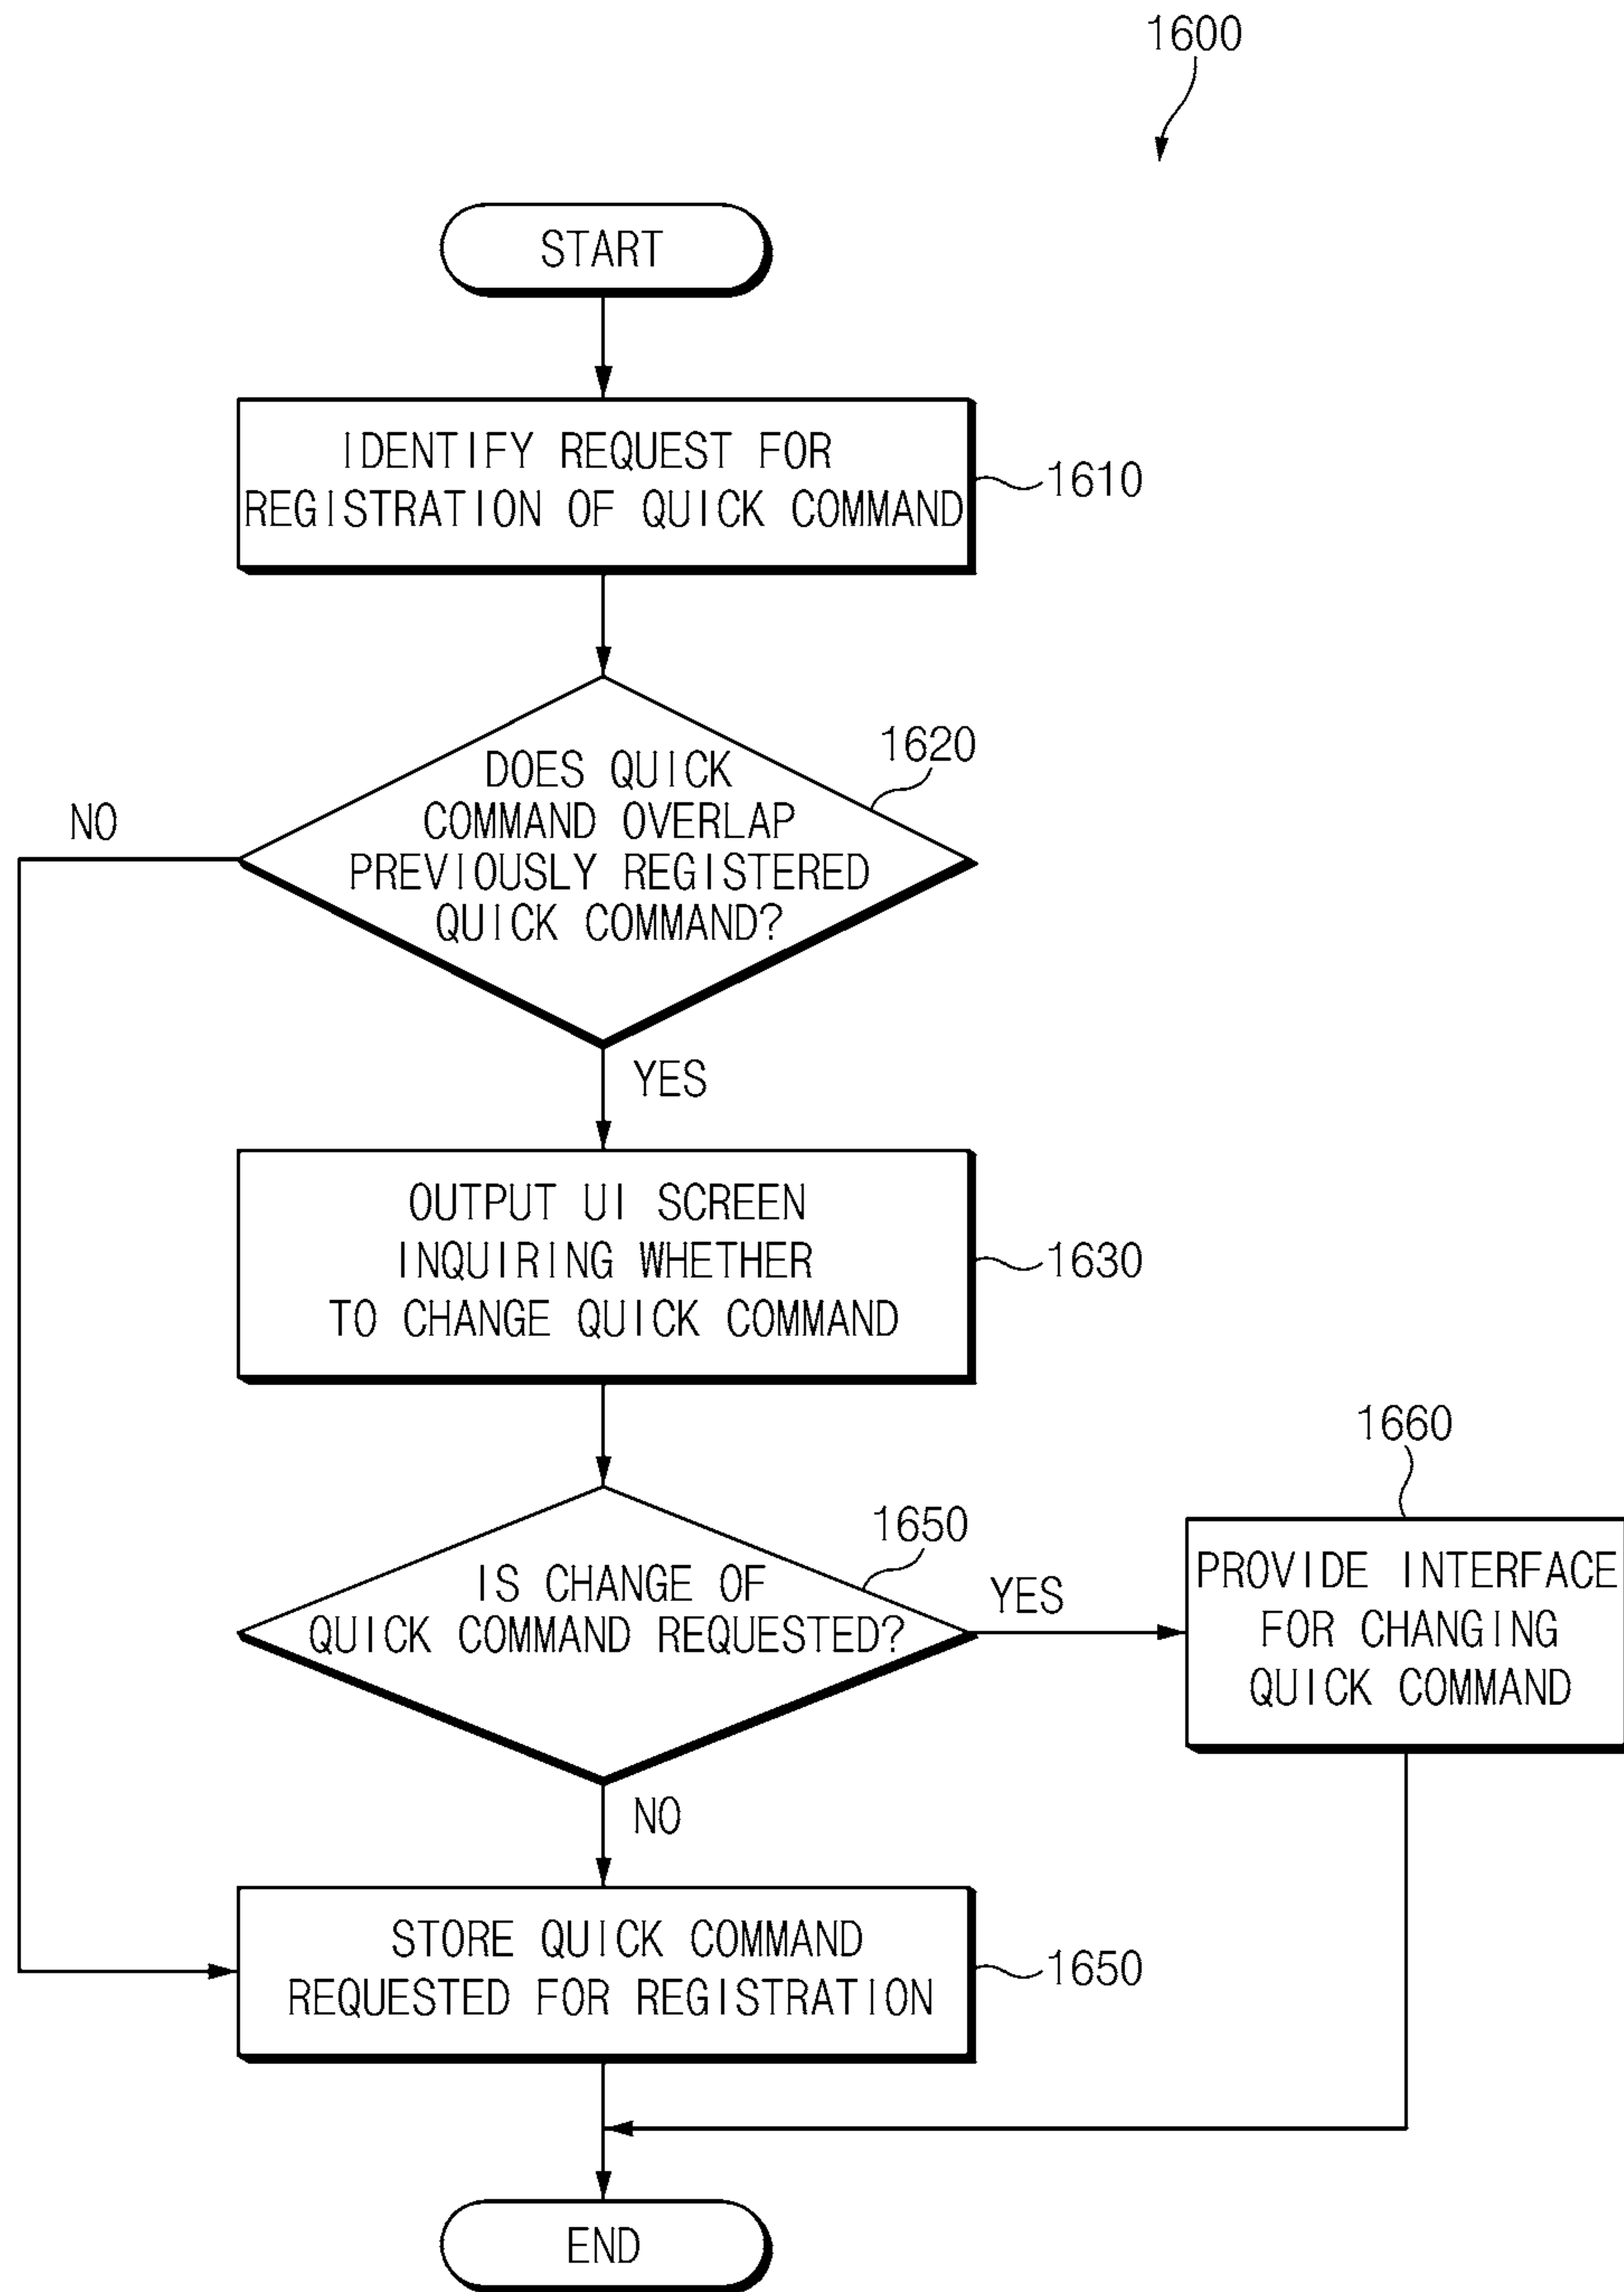 1600
START
IDENTIFY REQUEST FOR
REGISTRATION OF QUICK COMMAND
1610
1620
DOES QUICK
COMMAND OVERLAP
PREVIOUSLY REGISTERED
QUICK COMMAND?
NO
YES
OUTPUT UI SCREEN
INQUIRING WHETHER
TO CHANGE QUICK COMMAND
1630
1650
IS CHANGE OF
QUICK COMMAND REQUESTED?
YES
1660
PROVIDE INTERFACE
FOR CHANGING
QUICK COMMAND
NO
STORE QUICK COMMAND
REQUESTED FOR REGISTRATION
1650
END